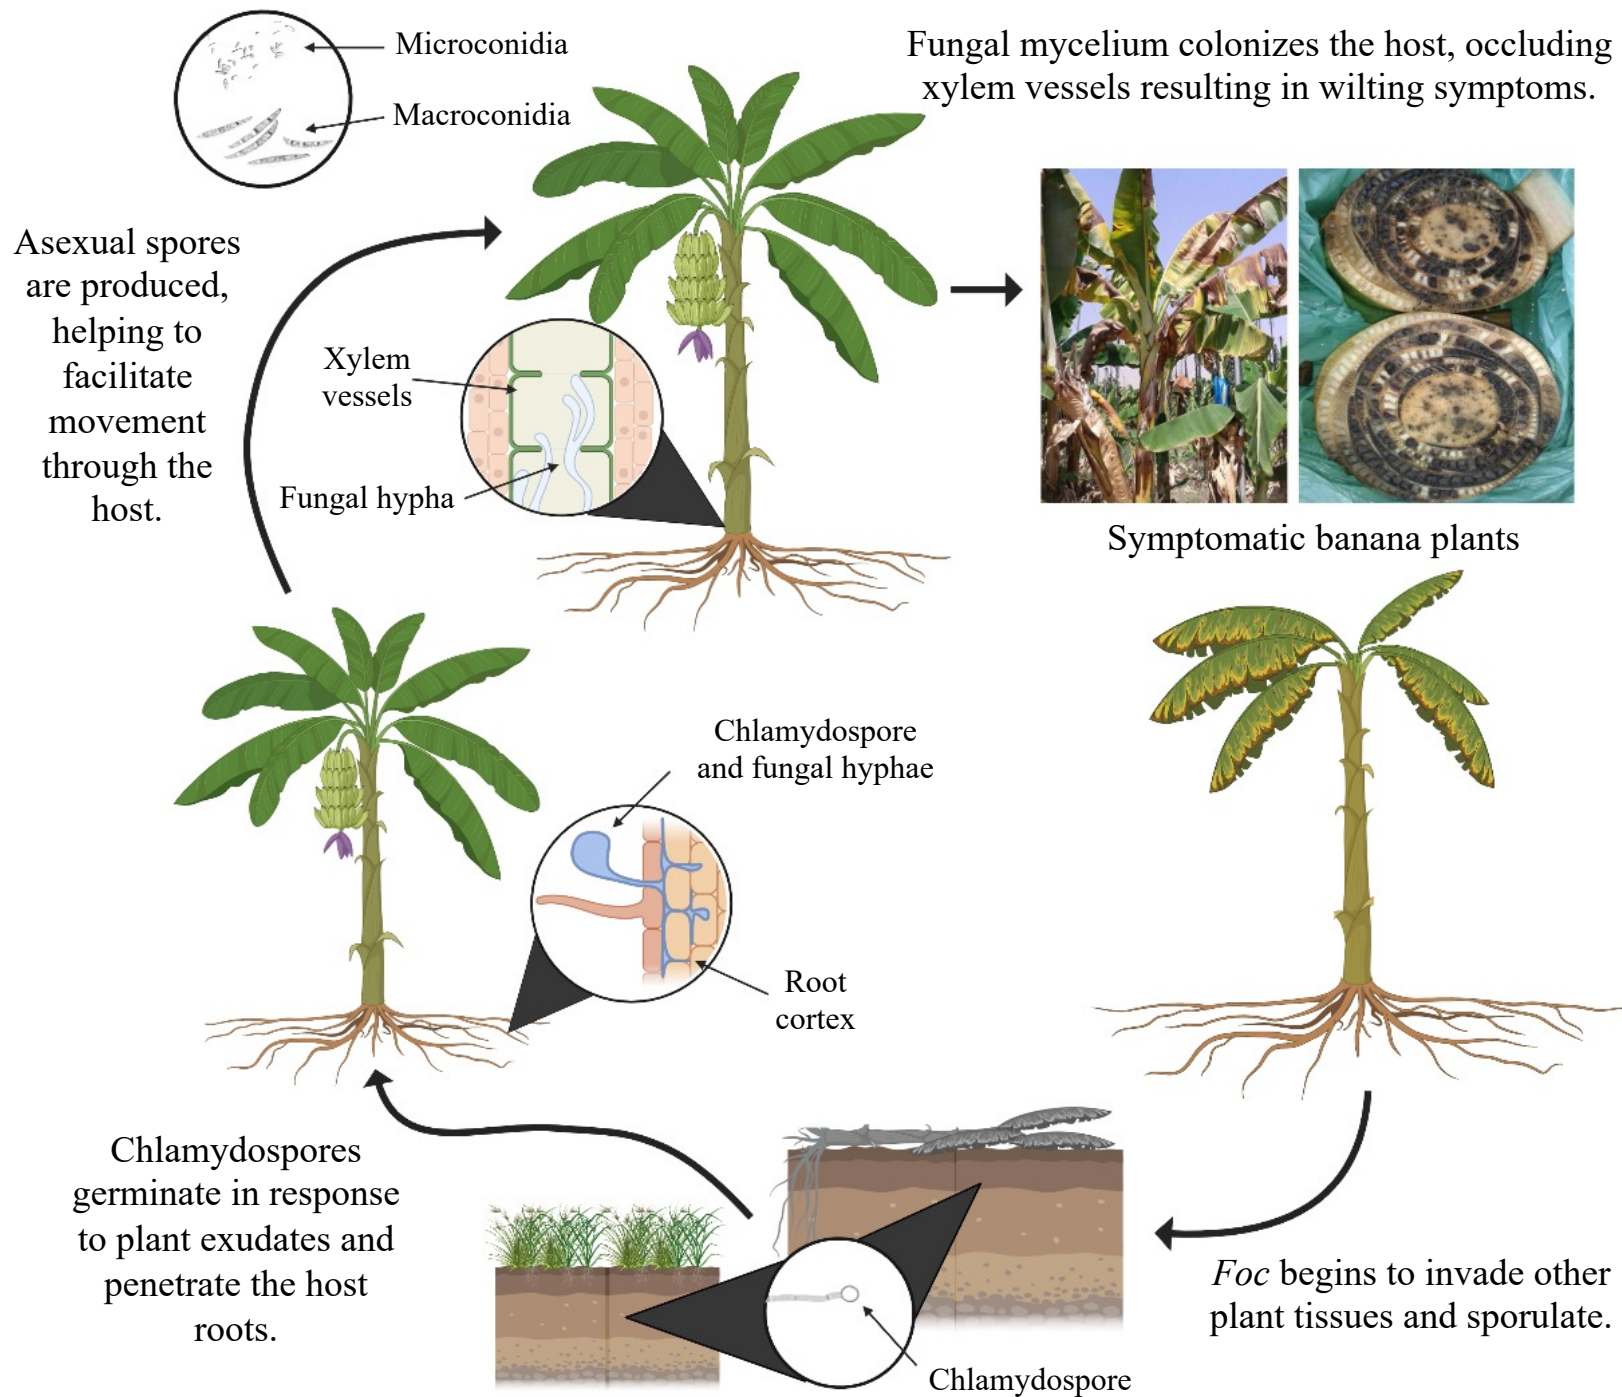 Microconidia
Macroconidia
Fungal mycelium colonizes the host, occluding
xylem vessels resulting in wilting symptoms.
Asexual spores
are produced,
helping to
facilitate
movement
through the
host.
Xylem
vessels
Fungal hypha
Symptomatic banana plants
Chlamydospore
and fungal hyphae
Root
cortex
Chlamydospores
germinate in response
to plant exudates and
penetrate the host
roots.
Foc begins to invade other
plant tissues and sporulate.
Chlamydospore